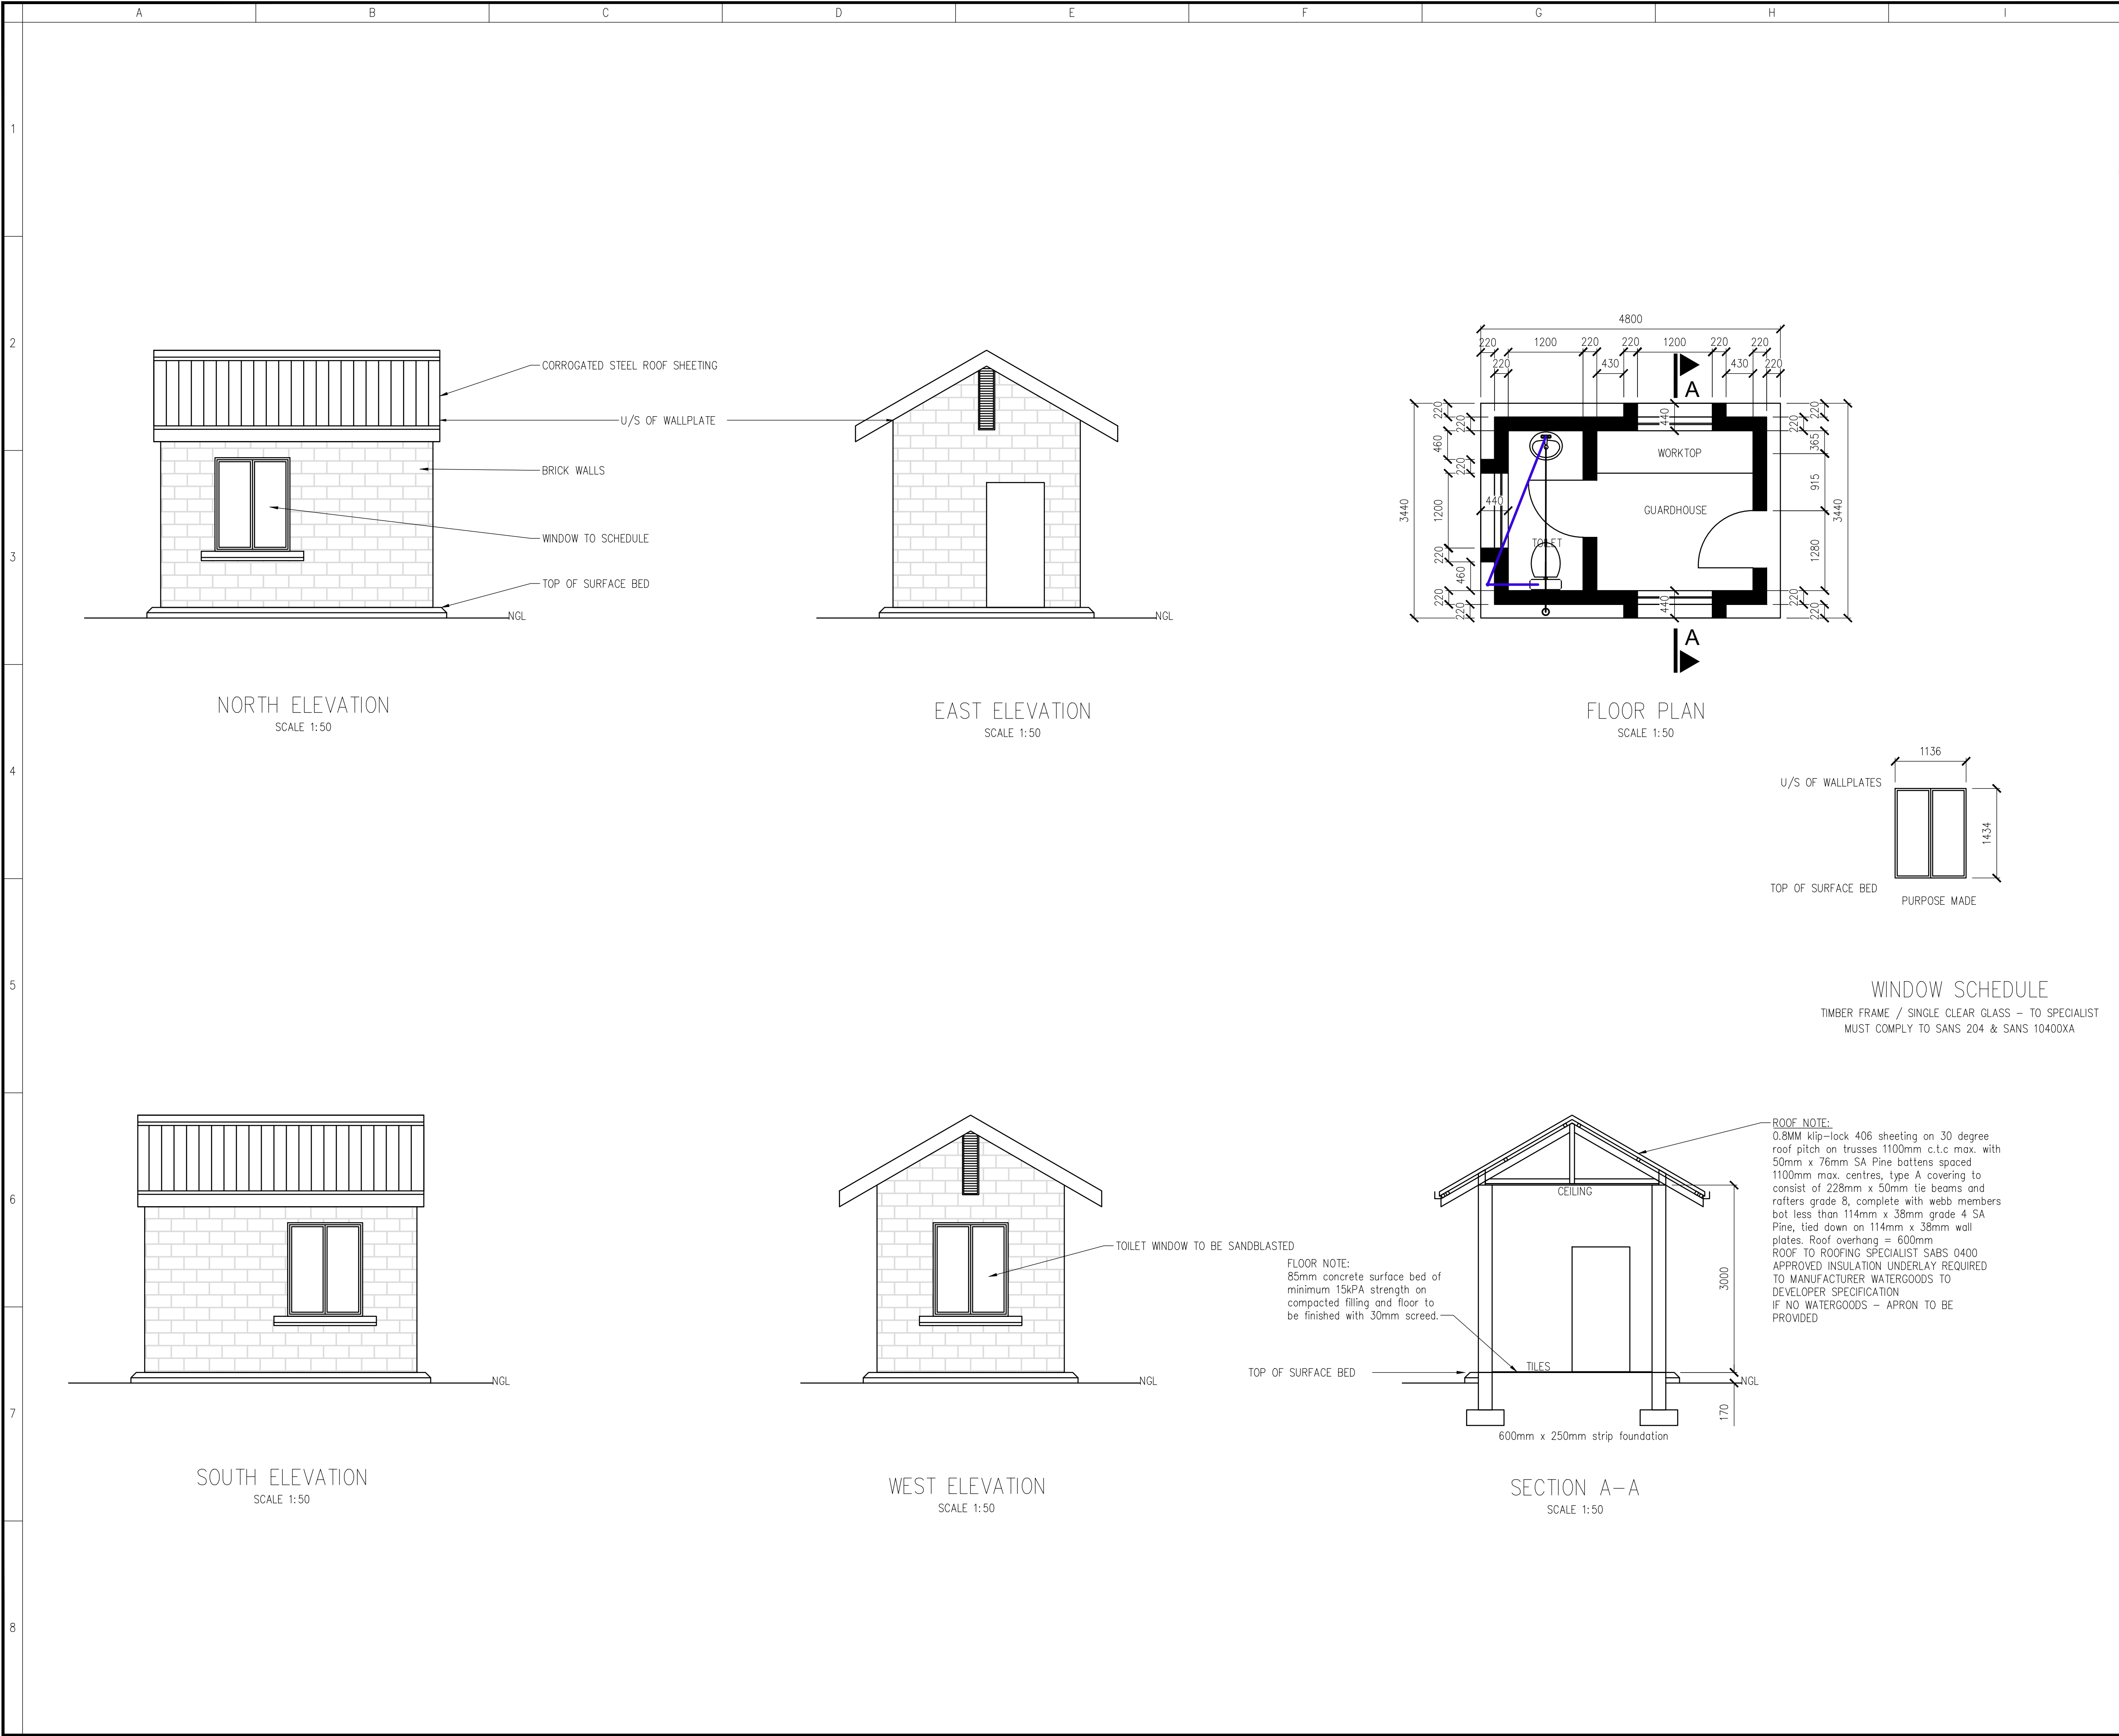 A B C D E F G H I
1
2
3
4
5
6
7
8
CORROGATED STEEL ROOF SHEETING
U/S OF WALLPLATE
BRICK WALLS
WINDOW TO SCHEDULE
TOP OF SURFACE BED
NGL
NORTH ELEVATION
SCALE 1:50
NGL
EAST ELEVATION
SCALE 1:50
4800
220 1200 220 220 1200 220 220
220 430 430 220
A
3440
220
220
460
220
1200
220
460
220
220
440
440
440
WORKTOP
GUARDHOUSE
TOILET
220
220
365
915
1280
220
220
3440
A
FLOOR PLAN
SCALE 1:50
1136
U/S OF WALLPLATES
1434
TOP OF SURFACE BED
PURPOSE MADE
WINDOW SCHEDULE
TIMBER FRAME / SINGLE CLEAR GLASS - TO SPECIALIST
MUST COMPLY TO SANS 204 & SANS 10400XA
NGL
SOUTH ELEVATION
SCALE 1:50
TOILET WINDOW TO BE SANDBLASTED
NGL
WEST ELEVATION
SCALE 1:50
FLOOR NOTE:
85mm concrete surface bed of
minimum 15kPA strength on
compacted filling and floor to
be finished with 30mm screed.
TOP OF SURFACE BED
CEILING
TILES
3000
NGL
170
600mm x 250mm strip foundation
SECTION A-A
SCALE 1:50
ROOF NOTE:
0.8MM klip-lock 406 sheeting on 30 degree
roof pitch on trusses 1100mm c.t.c max. with
50mm x 76mm SA Pine battens spaced
1100mm max. centres, type A covering to
consist of 228mm x 50mm tie beams and
rafters grade 8, complete with webb members
bot less than 114mm x 38mm grade 4 SA
Pine, tied down on 114mm x 38mm wall
plates. Roof overhang = 600mm
ROOF TO ROOFING SPECIALIST SABS 0400
APPROVED INSULATION UNDERLAY REQUIRED
TO MANUFACTURER WATERGOODS TO
DEVELOPER SPECIFICATION
IF NO WATERGOODS - APRON TO BE
PROVIDED